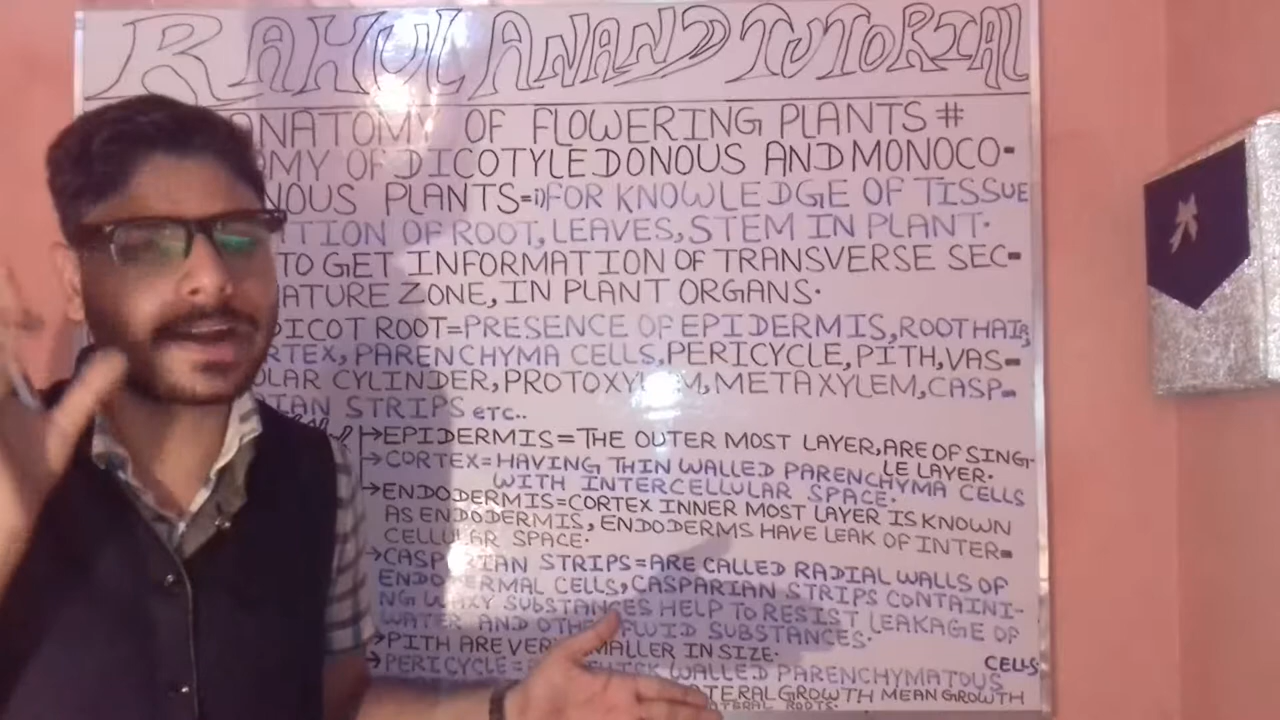 RAHUL ANAND TUTORIAL
ANATOMY OF FLOWERING PLANTS #
OMY OF DICOTYLEDONOUS AND MONOCO-
NOUS PLANTS=i)FOR KNOWLEDGE OF TISSUE
TION OF ROOT, LEAVES, STEM IN PLANT.
TO GET INFORMATION OF TRANSVERSE SEC-
ATURE ZONE, IN PLANT ORGANS.
DICOT ROOT=PRESENCE OF EPIDERMIS, ROOT HAIR,
RTEX, PARENCHYMA CELLS, PERICYCLE, PITH, VAS-
OLAR CYLINDER, PROTOXYLEM, METAXYLEM, CASP-
IAN STRIPS ETC..
→EPIDERMIS=THE OUTER MOST LAYER, ARE OF SING-
LE LAYER.
→CORTEX=HAVING THIN WALLED PARENCHYMA CELLS
WITH INTERCELLULAR SPACE.
→ENDODERMIS=CORTEX INNER MOST LAYER IS KNOWN
AS ENDODERMIS, ENDODERMS HAVE LEAK OF INTER-
CELLULAR SPACE.
→CASPARIAN STRIPS=ARE CALLED RADIAL WALLS OF
ENDODERMAL CELLS, CASPARIAN STRIPS CONTAINI-
NG WAXY SUBSTANCES HELP TO RESIST LEAKAGE OF
WATER AND OTHER FLUID SUBSTANCES.
→PITH ARE VERY SMALLER IN SIZE.
→PERICYCLE= THICK WALLED PARENCHYMATOUS CELLS
LATERAL GROWTH MEAN GROWTH
LATERAL ROOTS.